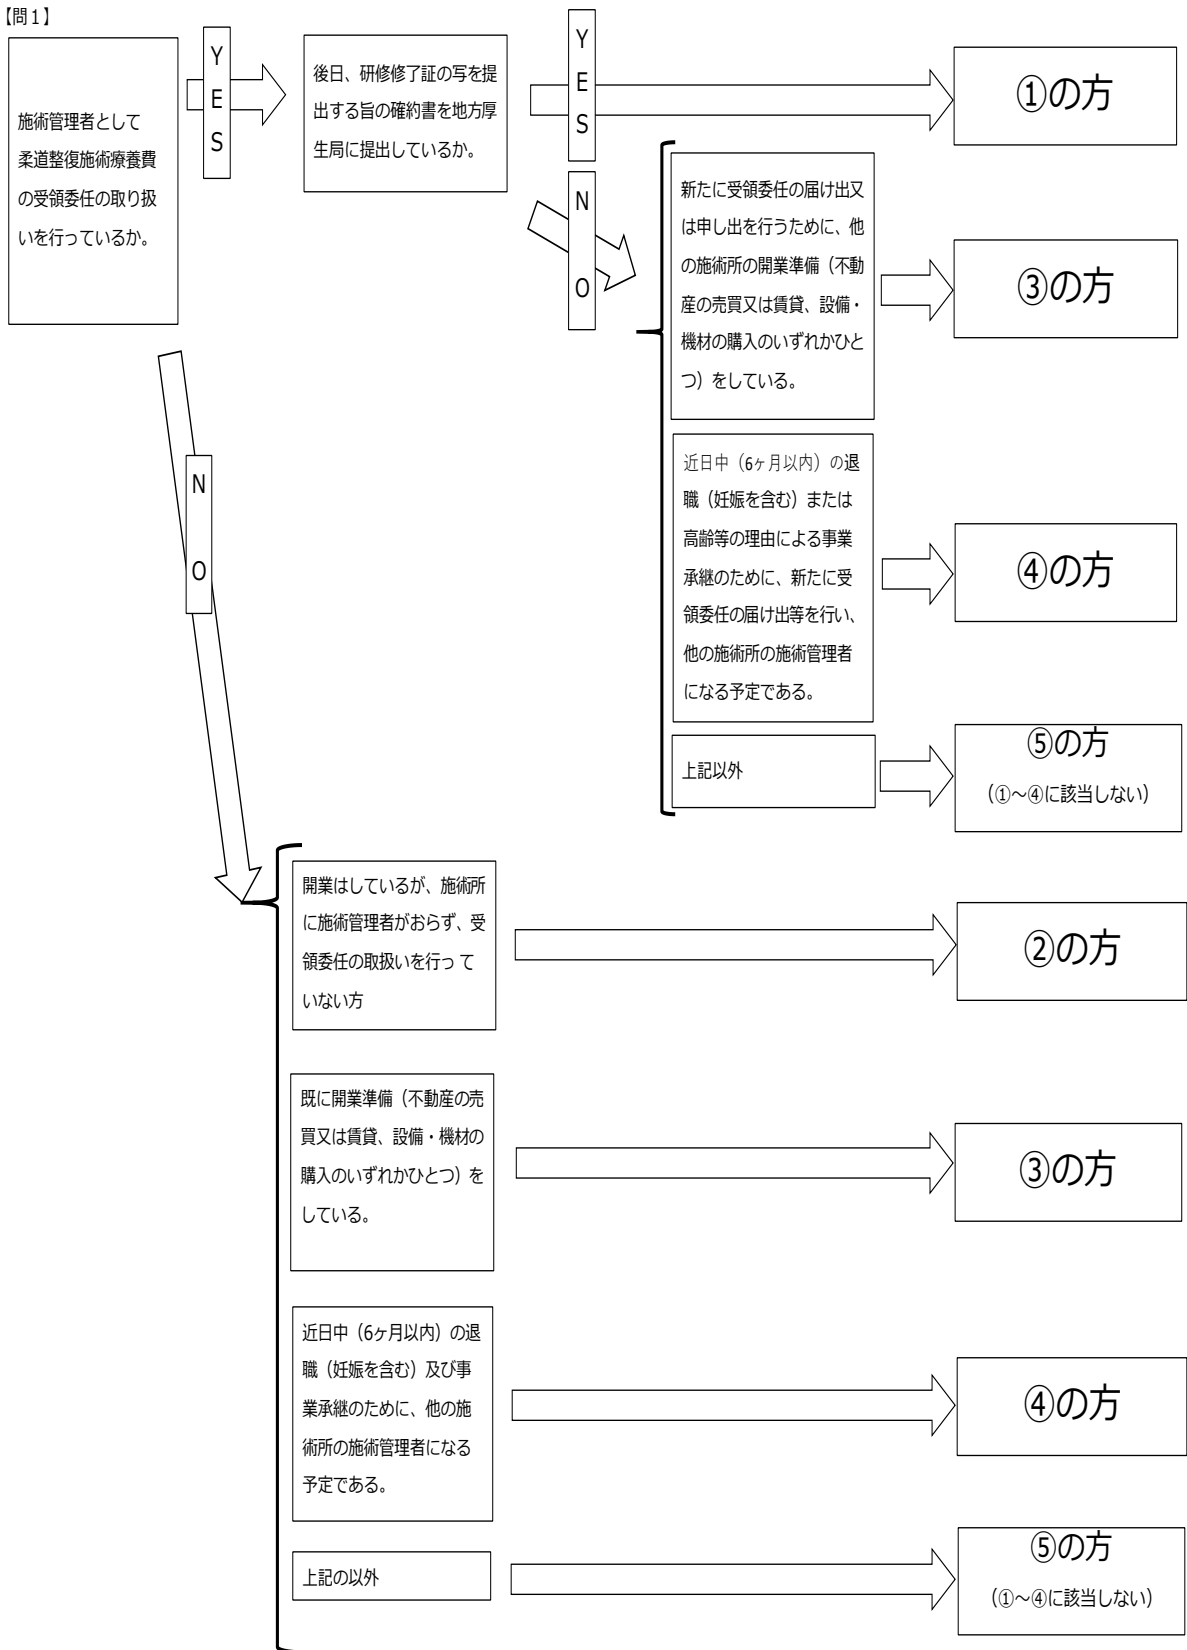 【問１】
施術管理者として
柔道整復施術療養費
の受領委任の取り扱
いを行っているか。
Y
E
S
後日、研修修了証の写を提
出する旨の確約書を地方厚
生局に提出しているか。
Y
E
S
①の方
N
O
新たに受領委任の届け出又
は申し出を行うために、他
の施術所の開業準備（不動
産の売買又は賃貸、設備・
機材の購入のいずれかひと
つ）をしている。
③の方
近日中（6ヶ月以内）の退
職（妊娠を含む）または
高齢等の理由による事業
承継のために、新たに受
領委任の届け出等を行い、
他の施術所の施術管理者
になる予定である。
④の方
上記以外
⑤の方
（①～④に該当しない）
N
O
開業はしているが、施術所
に施術管理者がおらず、受
領委任の取扱いを行っ て
いない方
②の方
既に開業準備（不動産の売
買又は賃貸、設備・機材の
購入のいずれかひとつ）を
している。
③の方
近日中（6ヶ月以内）の退
職（妊娠を含む）及び事
業承継のために、他の施
術所の施術管理者になる
予定である。
④の方
上記の以外
⑤の方
（①～④に該当しない）